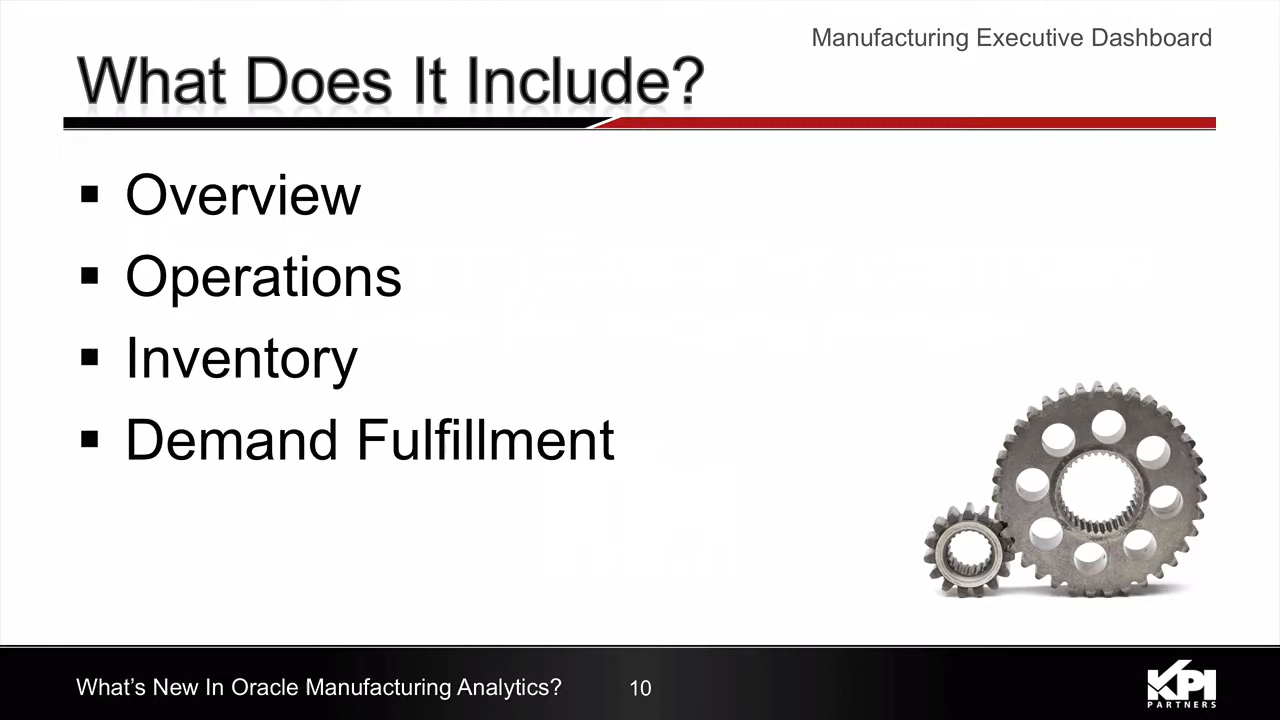 Manufacturing Executive Dashboard
What Does It Include?
▪ Overview
▪ Operations
▪ Inventory
▪ Demand Fulfillment
What’s New In Oracle Manufacturing Analytics?
10
KPI
PARTNERS